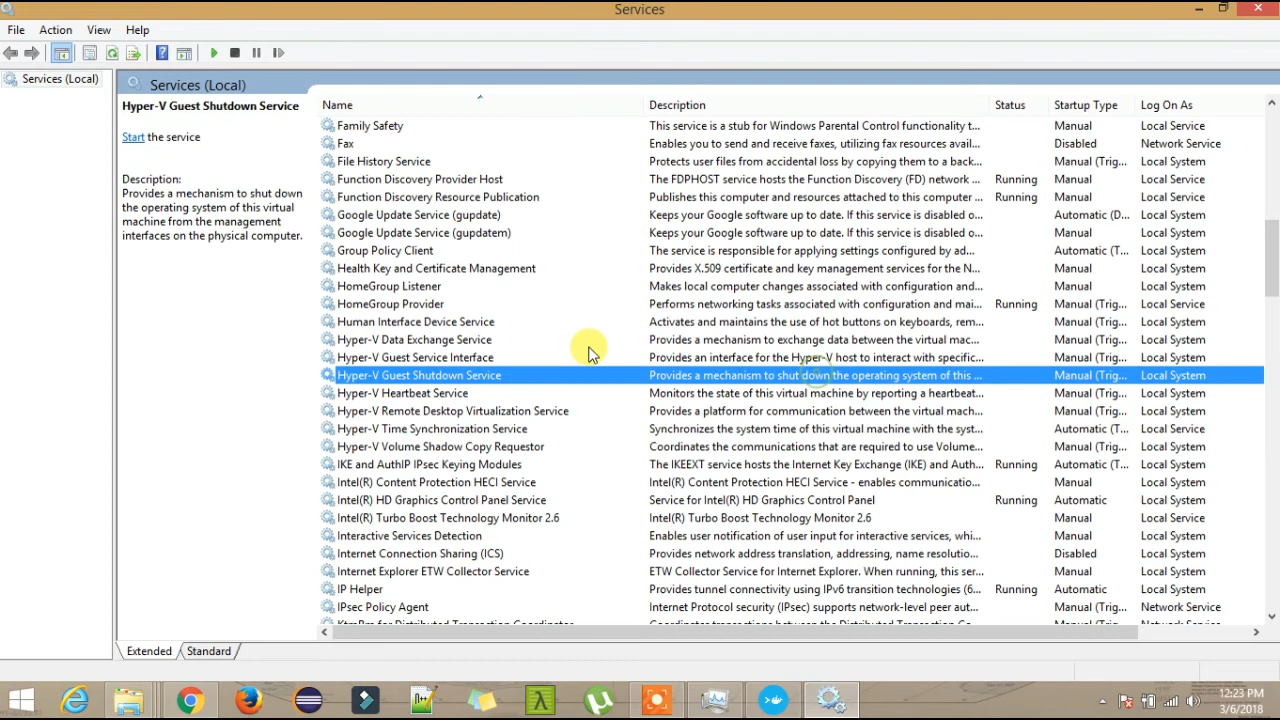 Services
File Action View Help
Services (Local)
Services (Local)
Hyper-V Guest Shutdown Service
Start the service
Description:
Provides a mechanism to shut down
the operating system of this virtual
machine from the management
interfaces on the physical computer.
Name Description Status Startup Type Log On As
Family Safety This service is a stub for Windows Parental Control functionality t... Manual Local Service
Fax Enables you to send and receive faxes, utilizing fax resources avail... Disabled Network Service
File History Service Protects user files from accidental loss by copying them to a back... Manual (Trig... Local System
Function Discovery Provider Host The FDPHOST service hosts the Function Discovery (FD) network ... Running Manual Local Service
Function Discovery Resource Publication Publishes this computer and resources attached to this computer ... Running Manual Local Service
Google Update Service (gupdate) Keeps your Google software up to date. If this service is disabled o... Automatic (D... Local System
Google Update Service (gupdatem) Keeps your Google software up to date. If this service is disabled o... Manual Local System
Group Policy Client The service is responsible for applying settings configured by ad... Automatic (T... Local System
Health Key and Certificate Management Provides X.509 certificate and key management services for the N... Manual Local System
HomeGroup Listener Makes local computer changes associated with configuration and... Manual Local System
HomeGroup Provider Performs networking tasks associated with configuration and mai... Running Manual (Trig... Local Service
Human Interface Device Service Activates and maintains the use of hot buttons on keyboards, rem... Manual (Trig... Local System
Hyper-V Data Exchange Service Provides a mechanism to exchange data between the virtual mac... Manual (Trig... Local System
Hyper-V Guest Service Interface Provides an interface for the Hyper-V host to interact with specific... Manual (Trig... Local System
Hyper-V Guest Shutdown Service Provides a mechanism to shut down the operating system of this ... Manual (Trig... Local System
Hyper-V Heartbeat Service Monitors the state of this virtual machine by reporting a heartbeat... Manual (Trig... Local System
Hyper-V Remote Desktop Virtualization Service Provides a platform for communication between the virtual mach... Manual (Trig... Local System
Hyper-V Time Synchronization Service Synchronizes the system time of this virtual machine with the syst... Manual (Trig... Local Service
Hyper-V Volume Shadow Copy Requestor Coordinates the communications that are required to use Volume... Manual (Trig... Local System
IKE and AuthIP IPsec Keying Modules The IKEEXT service hosts the Internet Key Exchange (IKE) and Auth... Running Automatic (T... Local System
Intel(R) Content Protection HECI Service Intel(R) Content Protection HECI Service - enables communicatio... Manual Local System
Intel(R) HD Graphics Control Panel Service Service for Intel(R) HD Graphics Control Panel Running Automatic Local System
Intel(R) Turbo Boost Technology Monitor 2.6 Intel(R) Turbo Boost Technology Monitor 2.6 Manual Local Service
Interactive Services Detection Enables user notification of user input for interactive services, whi... Manual Local System
Internet Connection Sharing (ICS) Provides network address translation, addressing, name resolutio... Disabled Local System
Internet Explorer ETW Collector Service ETW Collector Service for Internet Explorer. When running, this ser... Manual Local System
IP Helper Provides tunnel connectivity using IPv6 transition technologies (6... Running Automatic Local System
IPsec Policy Agent Internet Protocol security (IPsec) supports network-level peer aut... Manual (Trig... Network Service
KtmRm for Distributed Transaction Coordinator Coordinates transactions between the Distributed Transaction Co... Manual (Trig... Network Service
Extended Standard
12:23 PM
3/6/2018